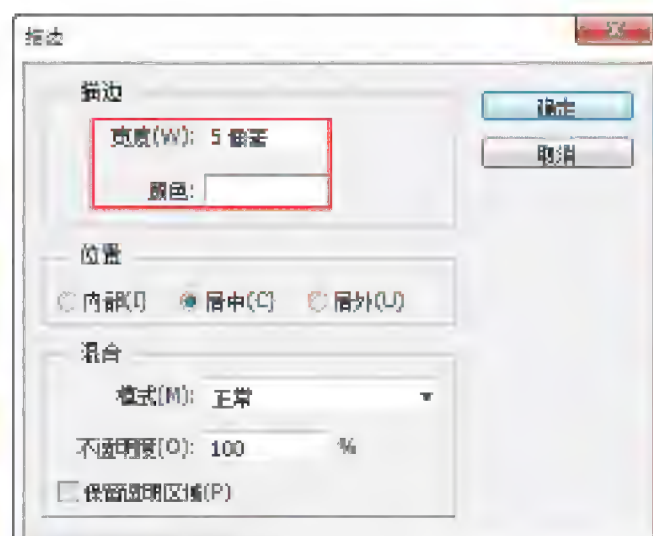 描边
描边
确定
宽度(W): 5 像素
取消
颜色:
位置
内部(I) 居中(C) 居外(U)
混合
模式(M): 正常
不透明度(O): 100 %
保留透明区域(P)